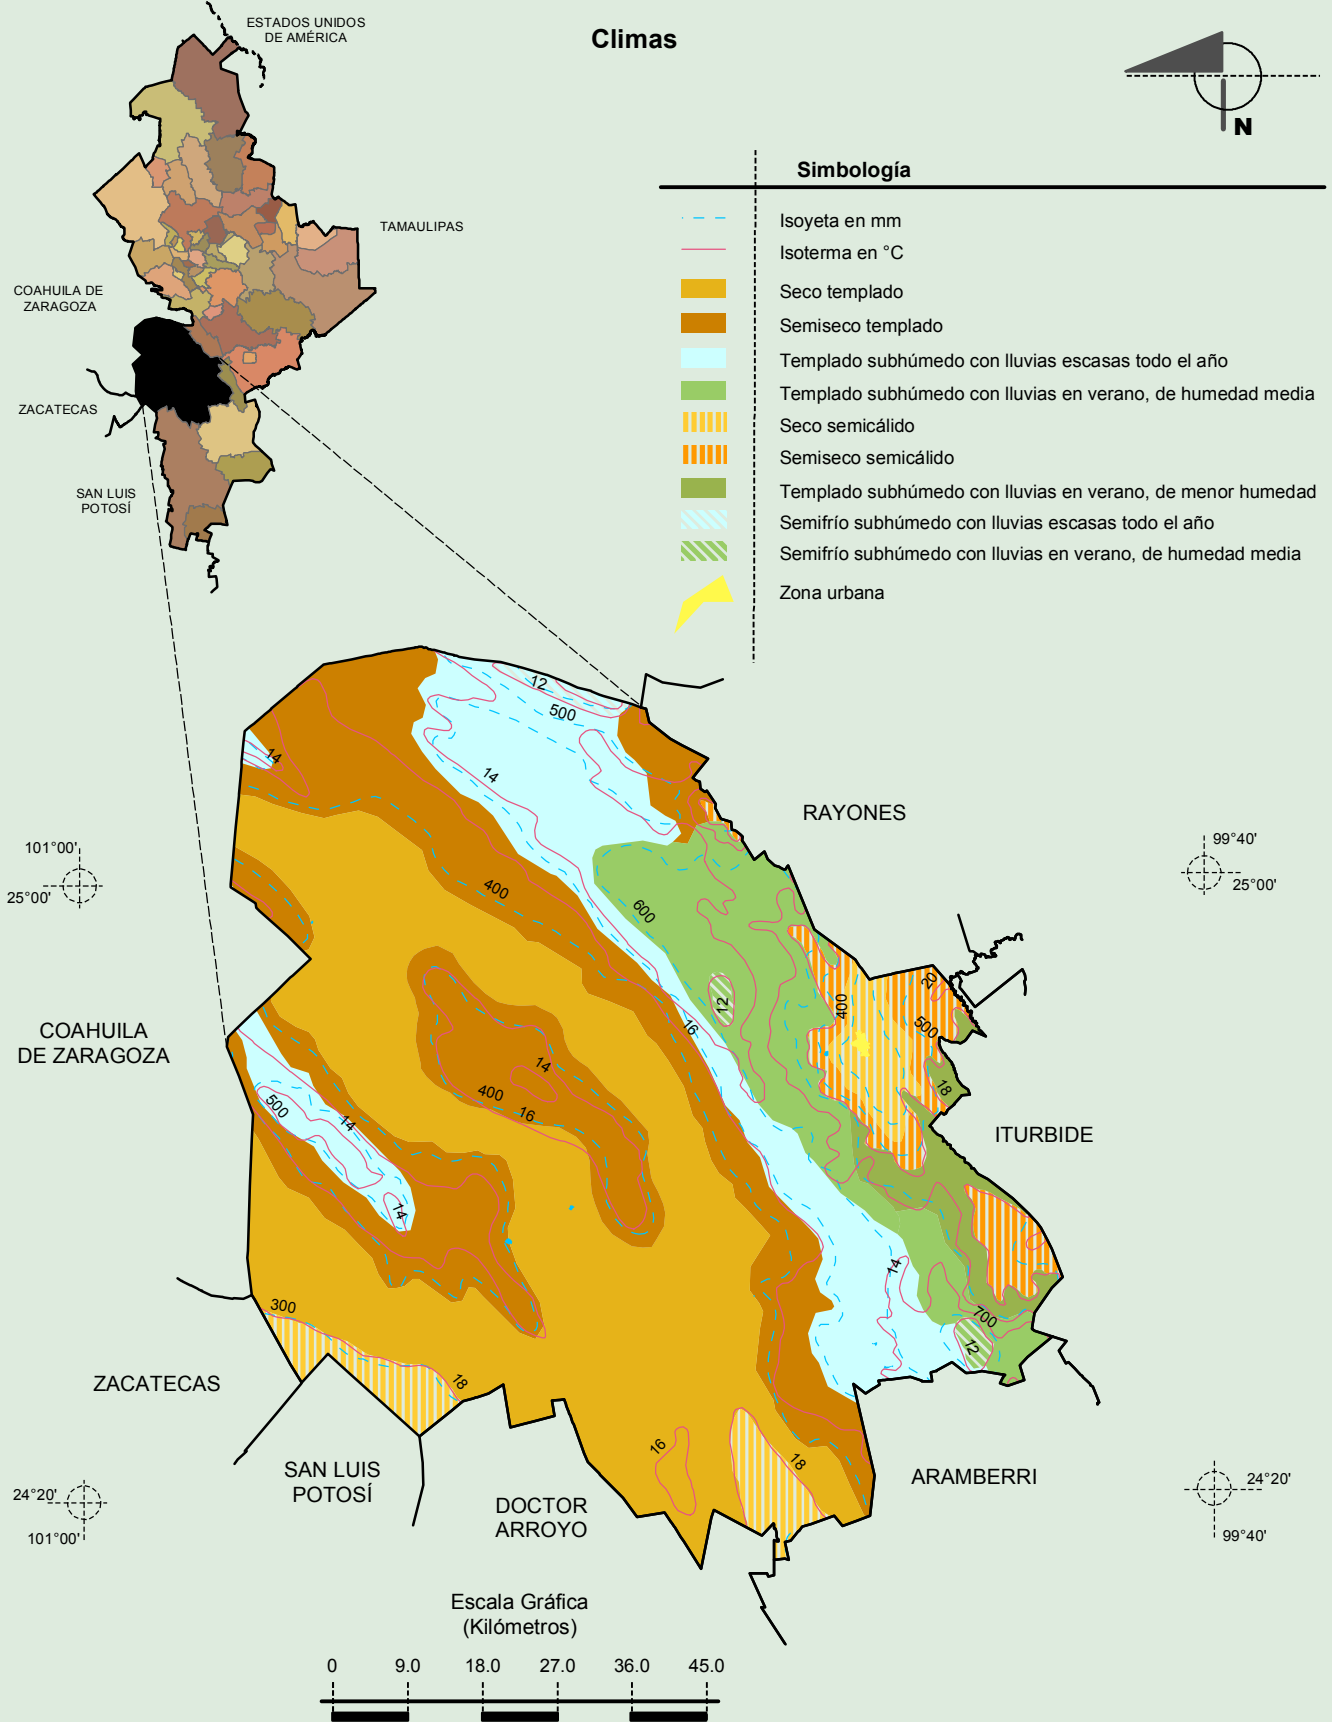 Climas
ESTADOS UNIDOS
DE AMÉRICA
TAMAULIPAS
COAHUILA DE
ZARAGOZA
ZACATECAS
SAN LUIS
POTOSÍ
N
Simbología
Isoyeta en mm
Isoterma en °C
Seco templado
Semiseco templado
Templado subhúmedo con lluvias escasas todo el año
Templado subhúmedo con lluvias en verano, de humedad media
Seco semicálido
Semiseco semicálido
Templado subhúmedo con lluvias en verano, de menor humedad
Semifrío subhúmedo con lluvias escasas todo el año
Semifrío subhúmedo con lluvias en verano, de humedad media
Zona urbana
12
500
14
14
RAYONES
101°00'
25°00'
99°40'
25°00'
400
600
12
16
400
20
500
18
COAHUILA
DE ZARAGOZA
14
400
16
500
14
14
ITURBIDE
14
700
12
300
18
ZACATECAS
SAN LUIS
POTOSÍ
16
18
DOCTOR
ARROYO
ARAMBERRI
24°20'
101°00'
24°20'
99°40'
Escala Gráfica
(Kilómetros)
0 9.0 18.0 27.0 36.0 45.0